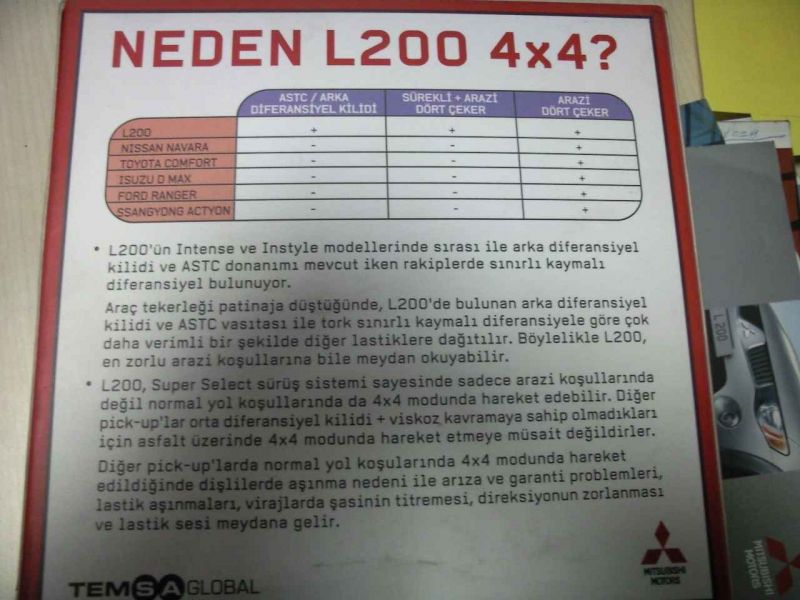 NEDEN L200 4x4?
ASTC / ARKA DİFERANSİYEL KİLİDİ SÜREKLİ + ARAZİ DÖRT ÇEKER ARAZİ DÖRT ÇEKER
L200 + + +
NISSAN NAVARA - - +
TOYOTA COMFORT - - +
ISUZU D MAX - - +
FORD RANGER - - +
SSANGYONG ACTYON - - +
• L200'ün Intense ve Instyle modellerinde sırası ile arka diferansiyel
kilidi ve ASTC donanımı mevcut iken rakiplerde sınırlı kaymalı
diferansiyel bulunuyor.
Araç tekerleği patinaja düştüğünde, L200'de bulunan arka diferansiyel
kilidi ve ASTC vasıtası ile tork sınırlı kaymalı diferansiyele göre çok
daha verimli bir şekilde diğer lastiklere dağıtılır. Böylelikle L200,
en zorlu arazi koşullarına bile meydan okuyabilir.
• L200, Super Select sürüş sistemi sayesinde sadece arazi koşullarında
değil normal yol koşullarında da 4x4 modunda hareket edebilir. Diğer
pick-up'lar orta diferansiyel kilidi + viskoz kavramaya sahip olmadıkları
için asfalt üzerinde 4x4 modunda hareket etmeye müsait değildirler.
Diğer pick-up'larda normal yol koşularında 4x4 modunda hareket
edildiğinde dişlilerde aşınma nedeni ile arıza ve garanti problemleri,
lastik aşınmaları, virajlarda şasinin titremesi, direksiyonun zorlanması
ve lastik sesi meydana gelir.
TEMSA GLOBAL
MITSUBISHI
MOTORS
L200
MITSUBISHI
MOTORS